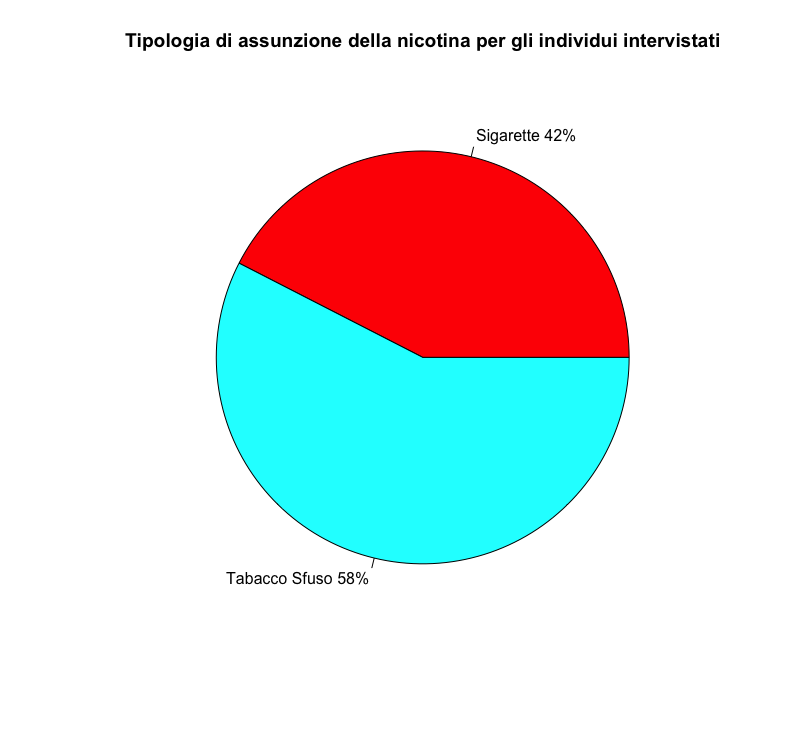 Tipologia di assunzione della nicotina per gli individui intervistati
Sigarette 42%
Tabacco Sfuso 58%